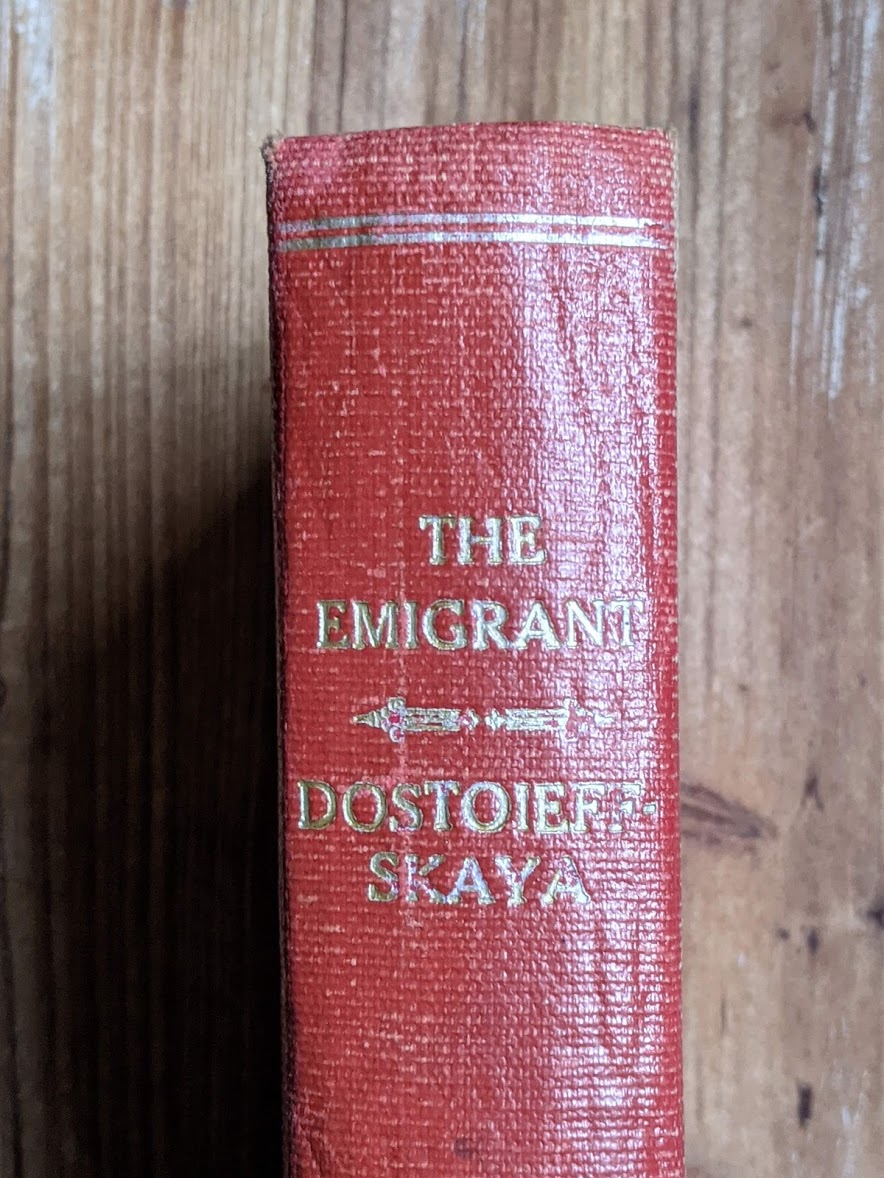 THE
EMIGRANT
DOSTOIEFF-
SKAYA